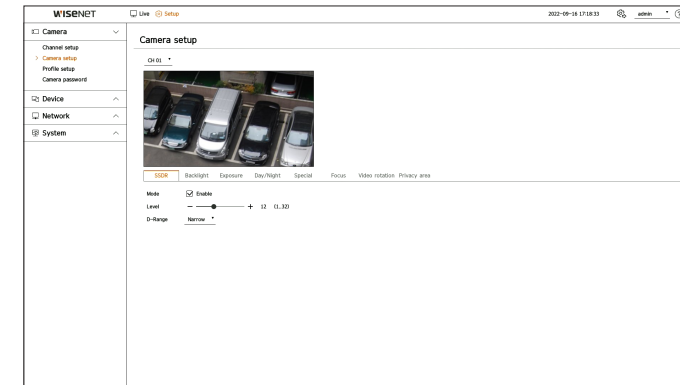 WISENET
Live Setup 2022-09-16 17:18:33 admin ?
Camera
Channel setup
> Camera setup
Profile setup
Camera password
Device
Network
System
Camera setup
CH 01
SSDR Backlight Exposure Day/Night Special Focus Video rotation Privacy area
Mode Enable
Level − + 12 (1..32)
D-Range Narrow